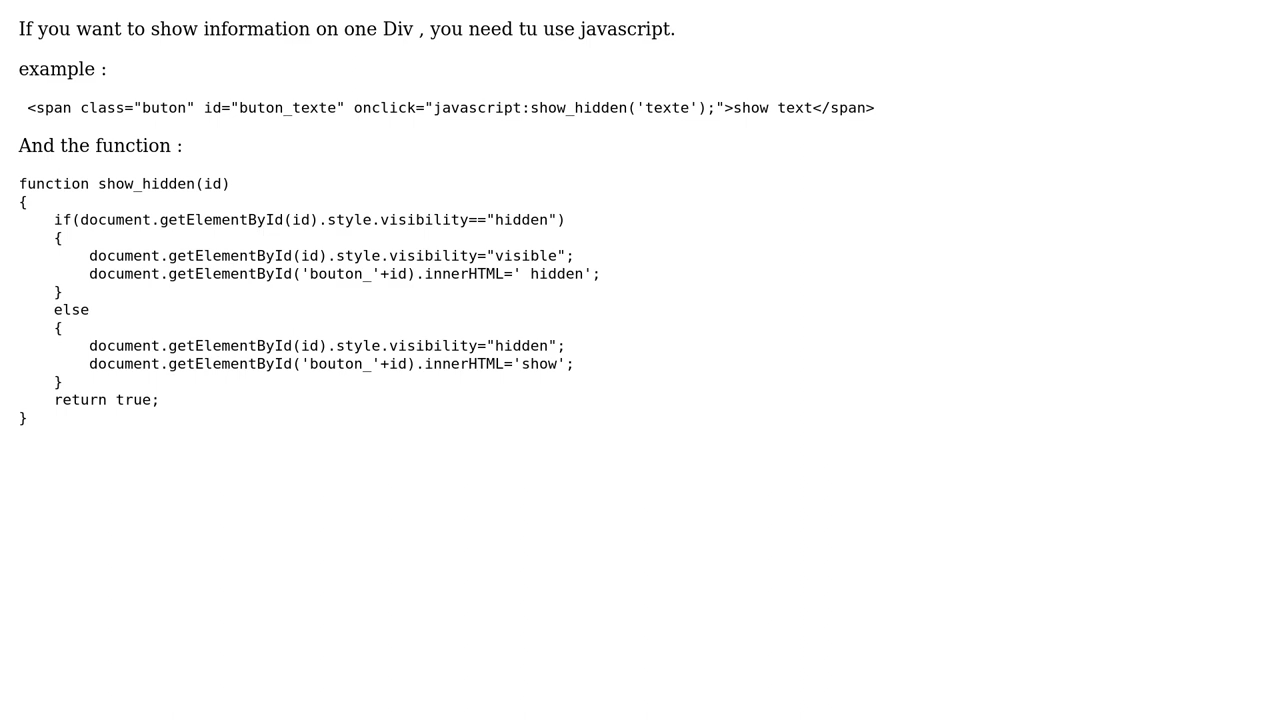 If you want to show information on one Div , you need tu use javascript.
example :
 <span class="buton" id="buton_texte" onclick="javascript:show_hidden('texte');">show text</span>
And the function :
function show_hidden(id)
{
    if(document.getElementById(id).style.visibility=="hidden")
    {
        document.getElementById(id).style.visibility="visible";
        document.getElementById('bouton_'+id).innerHTML=' hidden';
    }
    else
    {
        document.getElementById(id).style.visibility="hidden";
        document.getElementById('bouton_'+id).innerHTML='show';
    }
    return true;
}